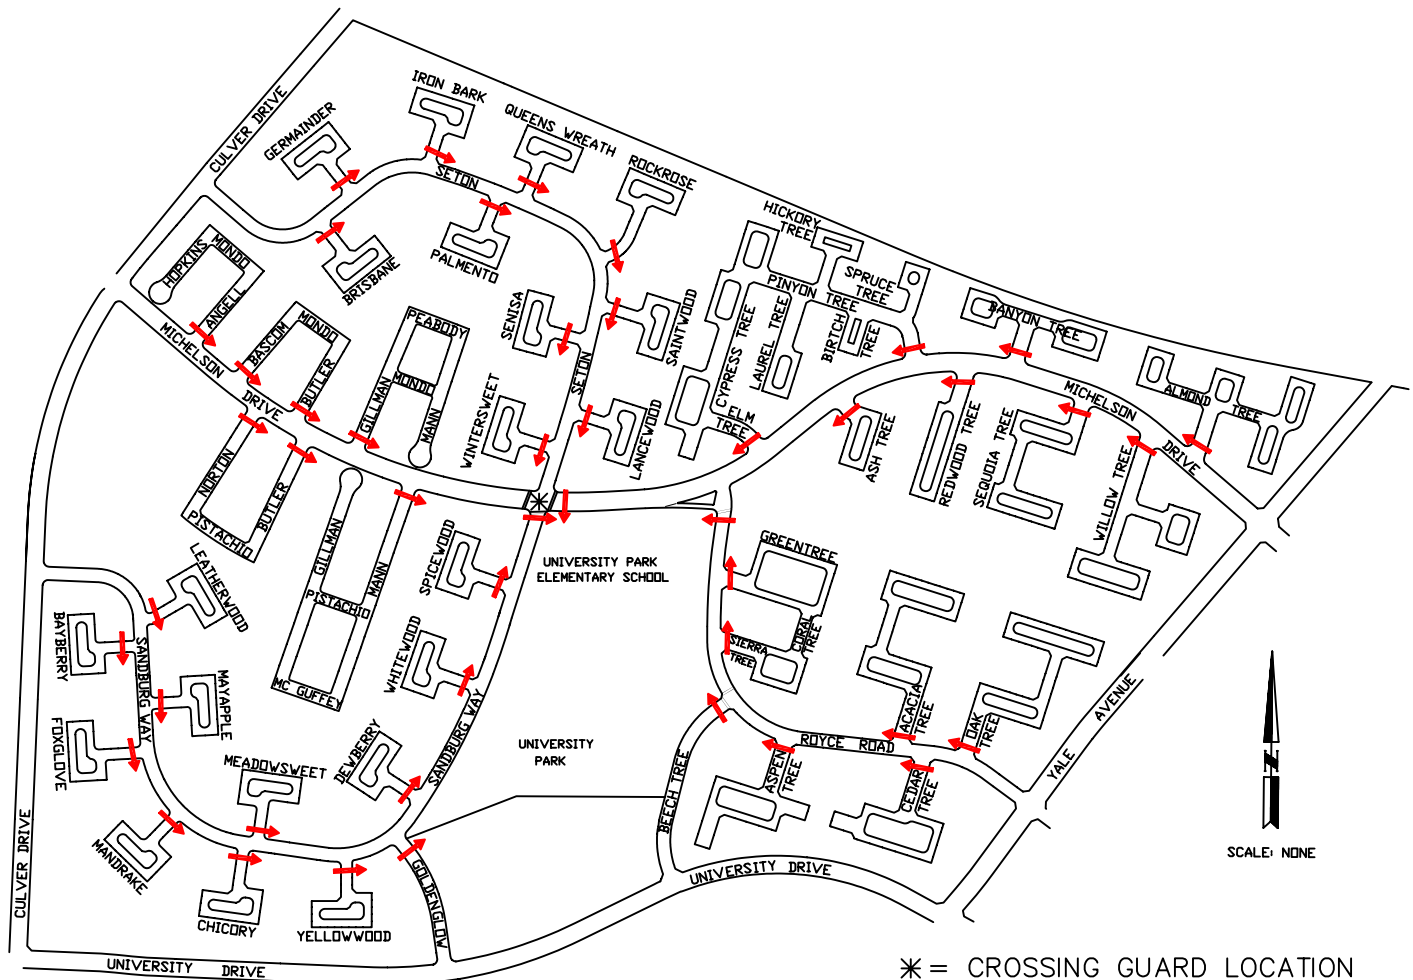 IRON BARK
QUEENS WREATH
CULVER DRIVE
GERMAINDER
ROCKROSE
SETON
HICKORY
TREE
HOPKINS
MONDO
ANGELL
BRISBANE
PALMENTO
SPRUCE
TREE
PINYON TREE
BANYON TREE
MICHELSON
DRIVE
BASCOM
MONDO
BUTLER
PEABODY
GILLMAN
MONDO
MANN
SENISA
SAINTWOOD
SETON
CYPRESS TREE
LAUREL TREE
BIRTCH
TREE
WINTERSWEET
LANCEWOOD
ELM
TREE
ASH TREE
REDWOOD TREE
SEQUOIA TREE
MICHELSON
DRIVE
ALMOND
TREE
WILLOW TREE
NORTON
PISTACHIO
BUTLER
GILLMAN
MANN
PISTACHIO
MC GUFFEY
LEATHERWOOD
BAYBERRY
SANDBURG WAY
MAYAPPLE
FOXGLOVE
SPICEWOOD
WHITEWOOD
UNIVERSITY PARK
ELEMENTARY SCHOOL
GREENTREE
CORAL
TREE
SIERRA
TREE
ACACIA
TREE
OAK
TREE
ROYCE ROAD
YALE AVENUE
UNIVERSITY
PARK
MEADOWSWEET
DEWBERRY
SANDBURG WAY
BEECH TREE
ASPEN
TREE
CEDAR
TREE
N
SCALE: NONE
CULVER DRIVE
MANDRAKE
CHICORY
YELLOWWOOD
GOLDENGLOW
UNIVERSITY DRIVE
UNIVERSITY DRIVE
= CROSSING GUARD LOCATION